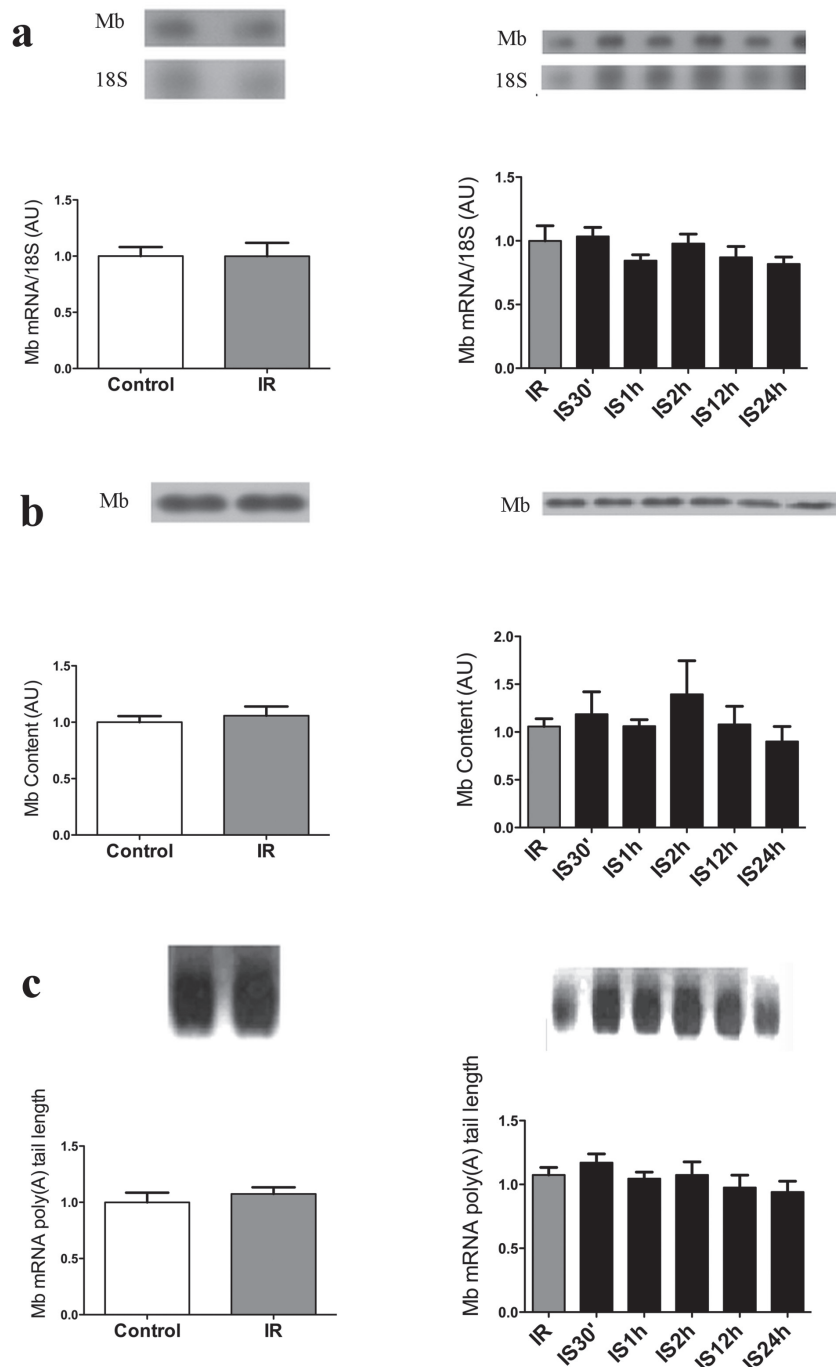 a
Mb
18S
Mb
18S
Mb mRNA/18S (AU)
1.5
1.0
0.5
0.0
Control
IR
Mb mRNA/18S (AU)
1.5
1.0
0.5
0.0
IR
IS30'
IS1h
IS2h
IS12h
IS24h
b
Mb
Mb
Mb Content (AU)
1.5
1.0
0.5
0.0
Control
IR
Mb Content (AU)
2.0
1.5
1.0
0.5
0.0
IR
IS30'
IS1h
IS2h
IS12h
IS24h
c
Mb mRNA poly(A) tail length
1.5
1.0
0.5
0.0
Control
IR
Mb mRNA poly(A) tail length
1.5
1.0
0.5
0.0
IR
IS30'
IS1h
IS2h
IS12h
IS24h